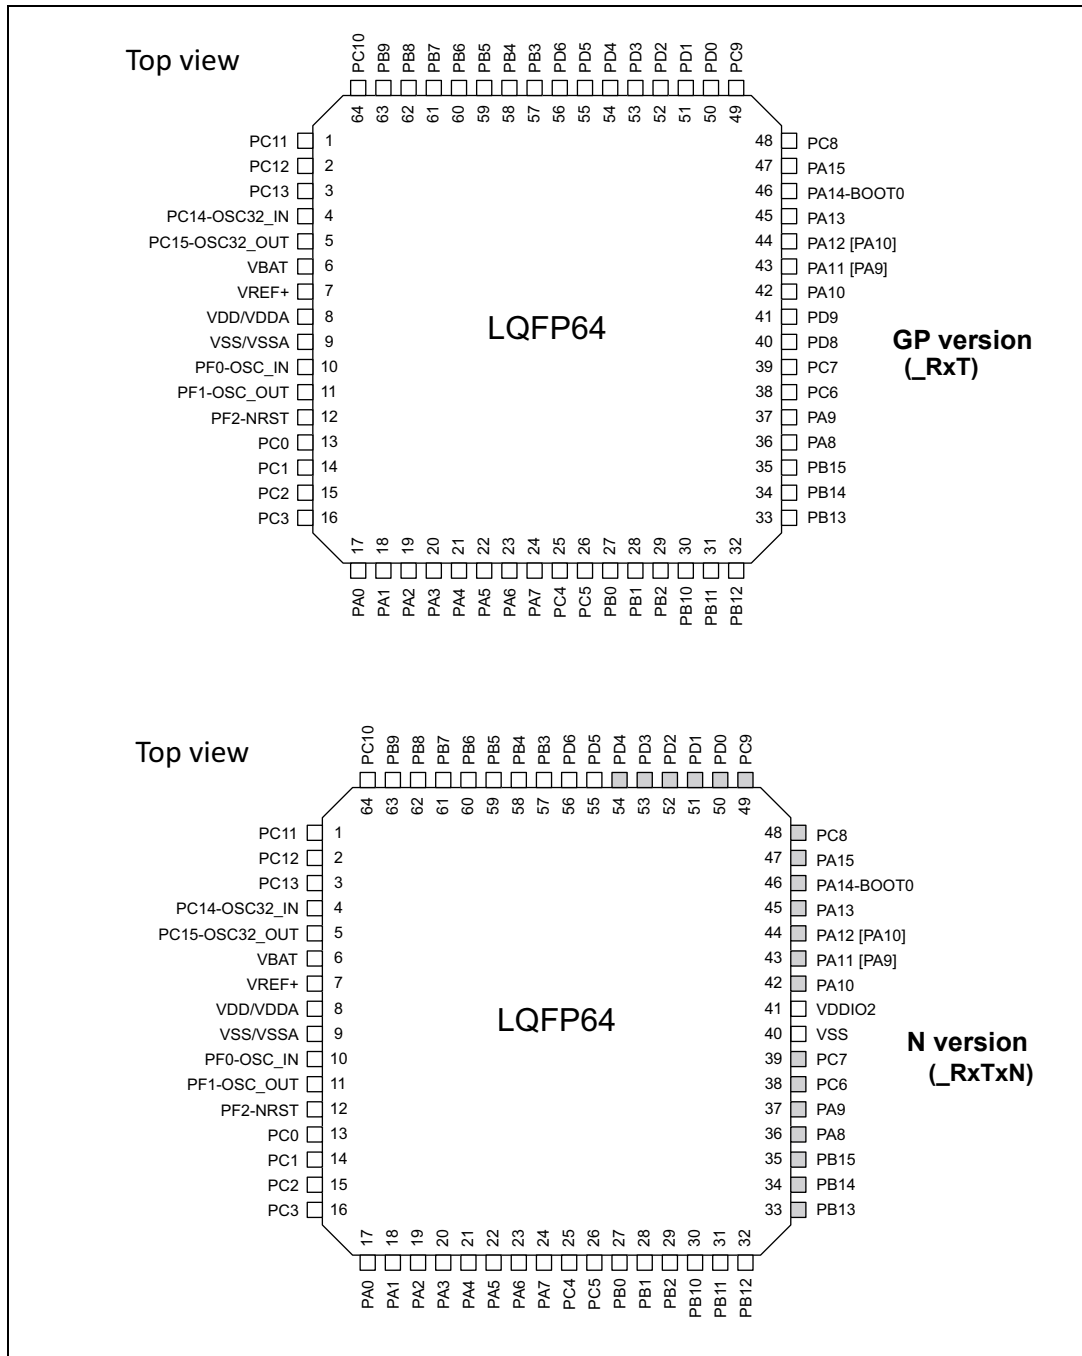 Top view
PC10 PB9 PB8 PB7 PB6 PB5 PB4 PB3 PD6 PD5 PD4 PD3 PD2 PD1 PD0 PC9
64 63 62 61 60 59 58 57 56 55 54 53 52 51 50 49
PC11 1 48 PC8
PC12 2 47 PA15
PC13 3 46 PA14-BOOT0
PC14-OSC32_IN 4 45 PA13
PC15-OSC32_OUT 5 44 PA12 [PA10]
VBAT 6 43 PA11 [PA9]
VREF+ 7 42 PA10
VDD/VDDA 8 41 PD9
VSS/VSSA 9 40 PD8
PF0-OSC_IN 10 39 PC7
PF1-OSC_OUT 11 38 PC6
PF2-NRST 12 37 PA9
PC0 13 36 PA8
PC1 14 35 PB15
PC2 15 34 PB14
PC3 16 33 PB13
LQFP64
GP version
(_RxT)
17 18 19 20 21 22 23 24 25 26 27 28 29 30 31 32
PA0 PA1 PA2 PA3 PA4 PA5 PA6 PA7 PC4 PC5 PB0 PB1 PB2 PB10 PB11 PB12
Top view
PC10 PB9 PB8 PB7 PB6 PB5 PB4 PB3 PD6 PD5 PD4 PD3 PD2 PD1 PD0 PC9
64 63 62 61 60 59 58 57 56 55 54 53 52 51 50 49
PC11 1 48 PC8
PC12 2 47 PA15
PC13 3 46 PA14-BOOT0
PC14-OSC32_IN 4 45 PA13
PC15-OSC32_OUT 5 44 PA12 [PA10]
VBAT 6 43 PA11 [PA9]
VREF+ 7 42 PA10
VDD/VDDA 8 41 VDDIO2
VSS/VSSA 9 40 VSS
PF0-OSC_IN 10 39 PC7
PF1-OSC_OUT 11 38 PC6
PF2-NRST 12 37 PA9
PC0 13 36 PA8
PC1 14 35 PB15
PC2 15 34 PB14
PC3 16 33 PB13
LQFP64
N version
(_RxTxN)
17 18 19 20 21 22 23 24 25 26 27 28 29 30 31 32
PA0 PA1 PA2 PA3 PA4 PA5 PA6 PA7 PC4 PC5 PB0 PB1 PB2 PB10 PB11 PB12